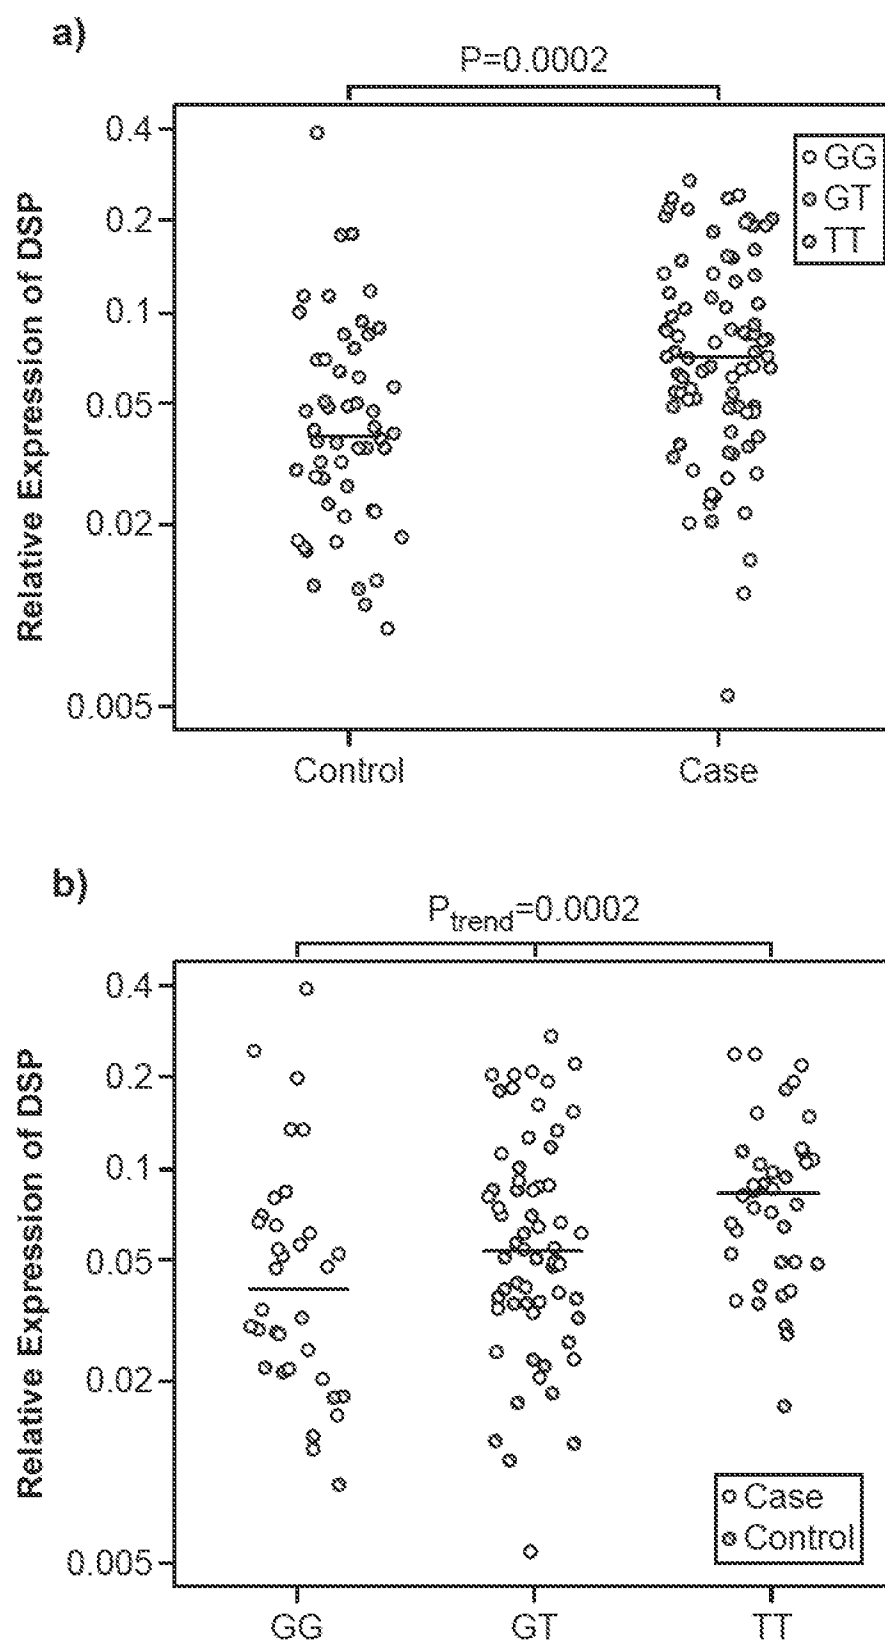 a)
P=0.0002
Relative Expression of DSP
0.4
0.2
0.1
0.05
0.02
0.005
GG
GT
TT
Control
Case
b)
Ptrend=0.0002
Relative Expression of DSP
0.4
0.2
0.1
0.05
0.02
0.005
Case
Control
GG
GT
TT